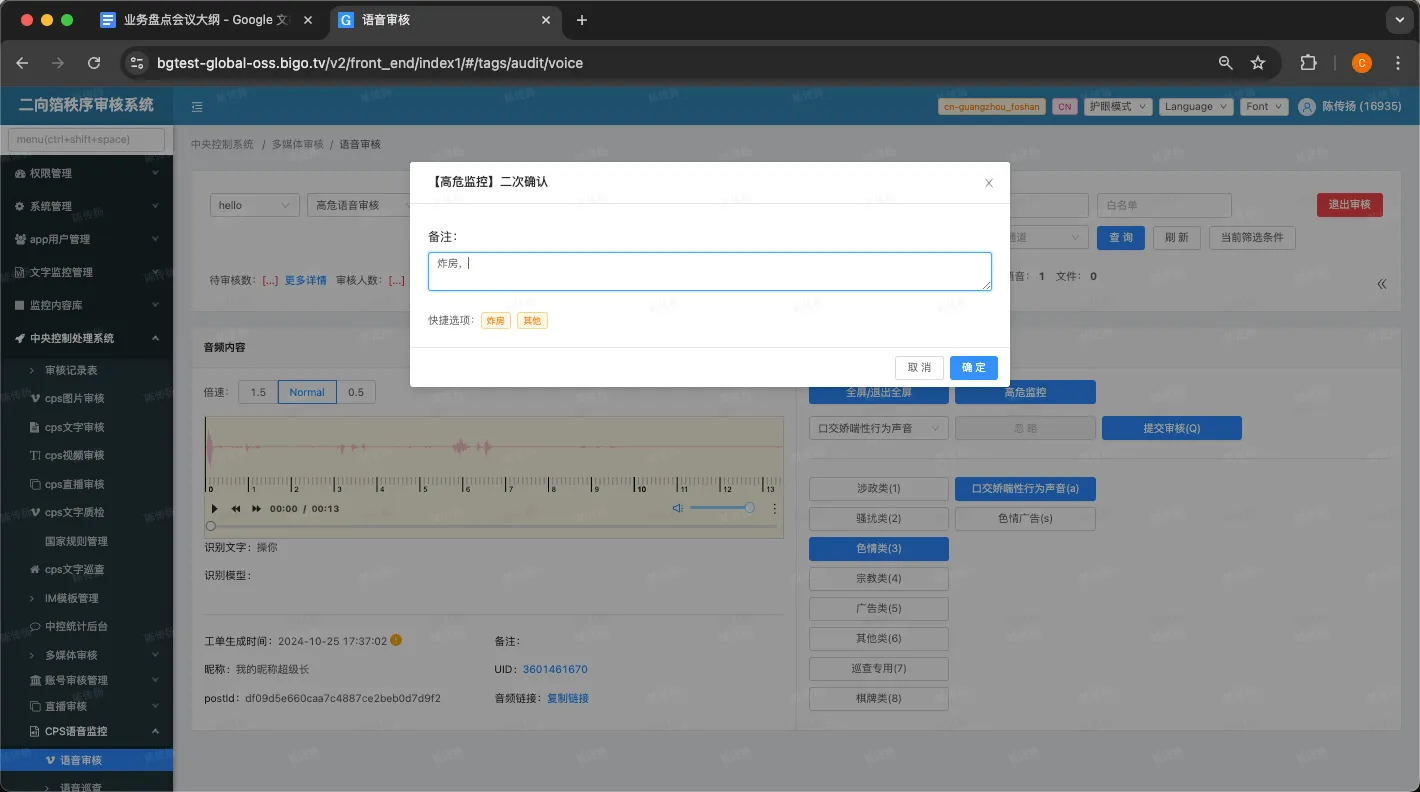 业务盘点会议大纲 - Google 文
语音审核
bgtest-global-oss.bigo.tv/v2/front_end/index1/#/tags/audit/voice
C
二向箔秩序审核系统
cn-guangzhou_foshan
CN
护眼模式
Language
Font
陈传扬 (16935)
menu(ctrl+shift+space)
权限管理
系统管理
app用户管理
文字监控管理
监控内容库
中央控制处理系统
审核记录表
cps图片审核
cps文字审核
cps视频审核
cps直播审核
cps文字质检
国家规则管理
cps文字巡查
IM模板管理
中控统计后台
多媒体审核
账号审核管理
直播审核
CPS语音监控
语音审核
语音巡查
中央控制系统 / 多媒体审核 / 语音审核
hello
高危语音审核
白名单
退出审核
通道
查 询
刷 新
当前筛选条件
待审核数: [...] 更多详情 审核人数: [...]
语音: 1 文件: 0
【高危监控】二次确认
备注:
炸房,
快捷选项: 炸房 其他
取 消
确 定
音频内容
倍速: 1.5 Normal 0.5
0 1 2 3 4 5 6 7 8 9 10 11 12 13
00:00 / 00:13
识别文字: 操你
识别模型:
工单生成时间: 2024-10-25 17:37:02
备注:
昵称: 我的昵称超级长
UID: 3601461670
postId: df09d5e660caa7c4887ce2beb0d7d9f2
音频链接: 复制链接
全屏/退出全屏
高危监控
口交娇喘性行为声音
忽 略
提交审核(Q)
涉政类(1)
口交娇喘性行为声音(a)
骚扰类(2)
色情广告(s)
色情类(3)
宗教类(4)
广告类(5)
其他类(6)
巡查专用(7)
棋牌类(8)